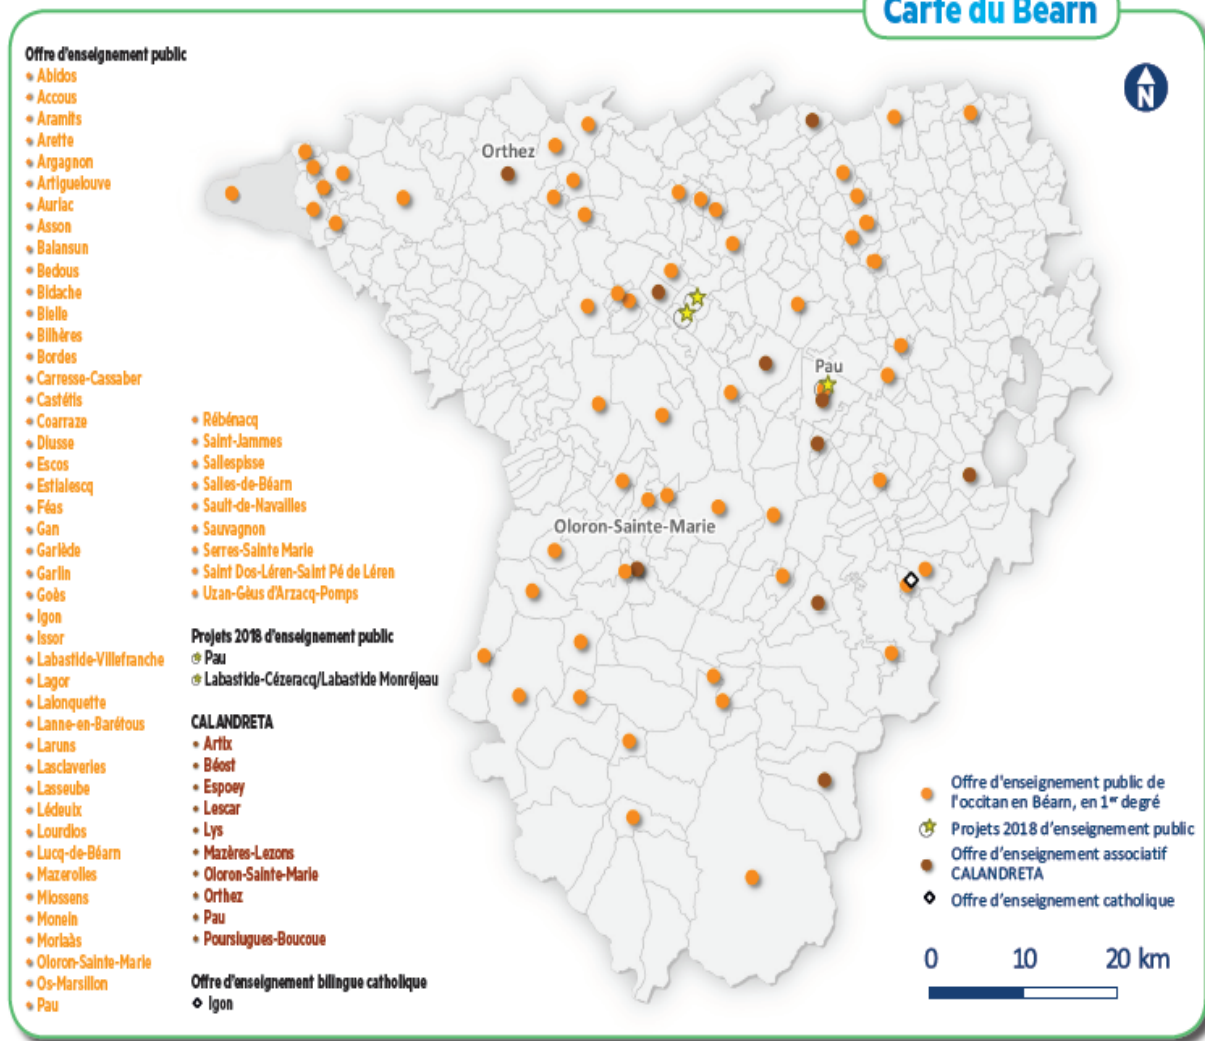 Carte du Béarn
Offre d'enseignement public
Abidos
Accous
Aramits
Arette
Argagnon
Artiguelouve
Auriac
Asson
Balansun
Bedous
Bidache
Bielle
Bilhères
Bordes
Carresse-Cassaber
Castétis
Coarraze
Diusse
Escos
Estialescq
Féas
Gan
Garlède
Garlin
Goès
Igon
Issor
Labastide-Villefranche
Lagor
Lalonquette
Lanne-en-Barétous
Laruns
Lasclaveries
Lasseube
Lédeuix
Lourdios
Lucq-de-Béarn
Mazerolles
Miossens
Monein
Morlaàs
Oloron-Sainte-Marie
Os-Marsillon
Pau
Rébénacq
Saint-Jammes
Sallespisse
Salies-de-Béarn
Sault-de-Navailles
Sauvagnon
Serres-Sainte Marie
Saint Dos-Léren-Saint Pé de Léren
Uzan-Géus d'Arzacq-Pomps
Projets 2018 d'enseignement public
Pau
Labastide-Cézeracq/Labastide Monréjeau
CALANDRETA
Artix
Béost
Espoey
Lescar
Lys
Mazères-Lezons
Oloron-Sainte-Marie
Orthez
Pau
Poursiugues-Boucoue
Offre d'enseignement bilingue catholique
Igon
Orthez
Pau
Oloron-Sainte-Marie
N
Offre d'enseignement public de
l'occitan en Béarn, en 1er degré
Projets 2018 d'enseignement public
Offre d'enseignement associatif
CALANDRETA
Offre d'enseignement catholique
0 10 20 km